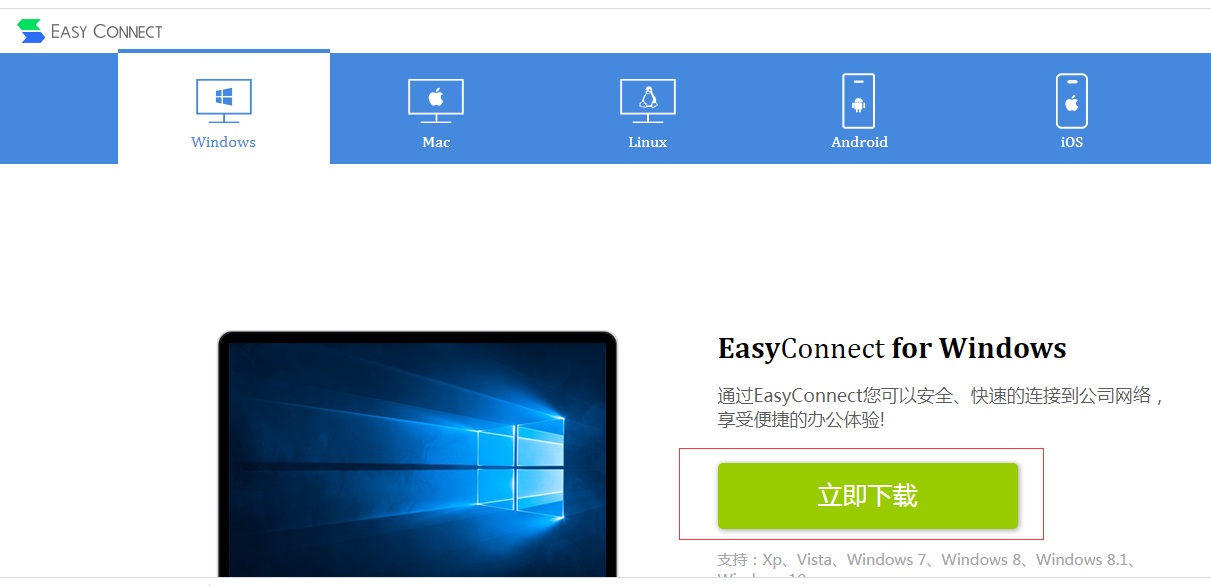 EASY CONNECT
Windows
Mac
Linux
Android
iOS
EasyConnect for Windows
通过EasyConnect您可以安全、快速的连接到公司网络，
享受便捷的办公体验!
立即下载
支持：Xp、Vista、Windows 7、Windows 8、Windows 8.1、